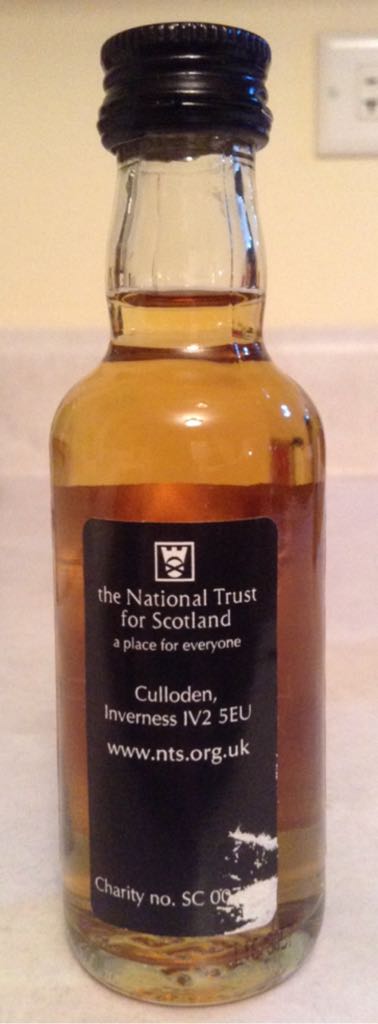 the National Trust
for Scotland
a place for everyone
Culloden,
Inverness IV2 5EU
www.nts.org.uk
Charity no. SC